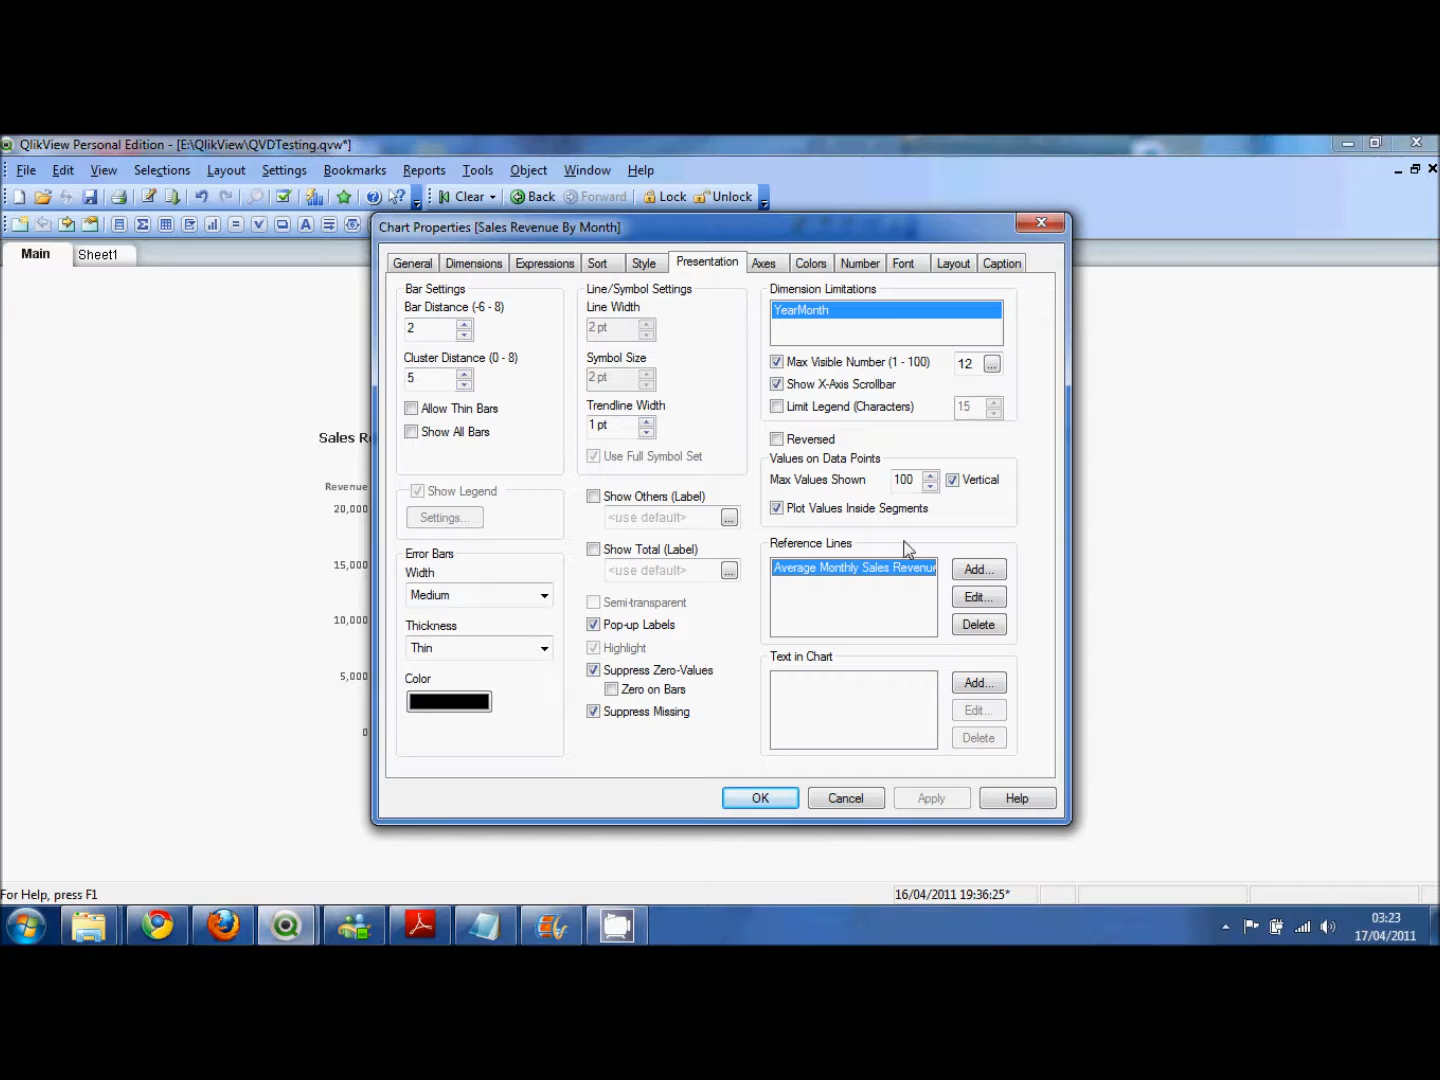 QlikView Personal Edition - [E:\QlikView\QVDTesting.qvw*]
File Edit View Selections Layout Settings Bookmarks Reports Tools Object Window Help
Clear Back Forward Lock Unlock
Chart Properties [Sales Revenue By Month]
Main Sheet1
General Dimensions Expressions Sort Style Presentation Axes Colors Number Font Layout Caption
Bar Settings
Bar Distance (-6 - 8)
2
Cluster Distance (0 - 8)
5
Allow Thin Bars
Show All Bars
Show Legend
Settings...
Error Bars
Width
Medium
Thickness
Thin
Color
Line/Symbol Settings
Line Width
2 pt
Symbol Size
2 pt
Trendline Width
1 pt
Use Full Symbol Set
Show Others (Label)
<use default> ...
Show Total (Label)
<use default> ...
Semi-transparent
Pop-up Labels
Highlight
Suppress Zero-Values
Zero on Bars
Suppress Missing
Dimension Limitations
YearMonth
Max Visible Number (1 - 100) 12 ...
Show X-Axis Scrollbar
Limit Legend (Characters) 15
Reversed
Values on Data Points
Max Values Shown 100 Vertical
Plot Values Inside Segments
Reference Lines
Average Monthly Sales Revenue
Add...
Edit...
Delete
Text in Chart
Add...
Edit...
Delete
OK Cancel Apply Help
Sales R
Revenue
20,000
15,000
10,000
5,000
0
For Help, press F1
16/04/2011 19:36:25*
03:23
17/04/2011